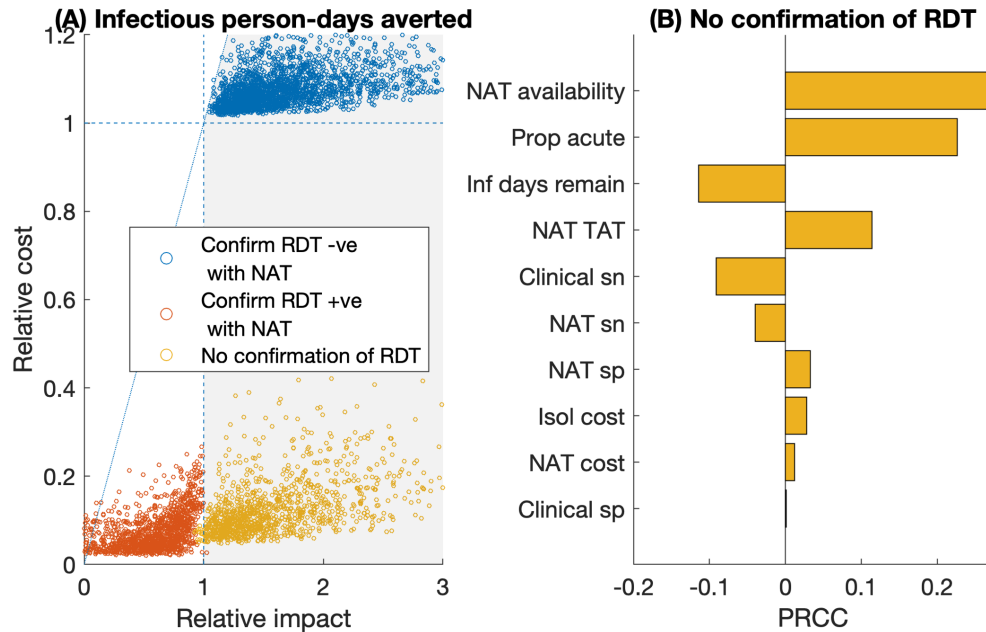 (A) Infectious person-days averted
1.2
1
0.8
0.6
0.4
0.2
0
Relative cost
Confirm RDT -ve
with NAT
Confirm RDT +ve
with NAT
No confirmation of RDT
0
1
2
3
Relative impact
(B) No confirmation of RDT
NAT availability
Prop acute
Inf days remain
NAT TAT
Clinical sn
NAT sn
NAT sp
Isol cost
NAT cost
Clinical sp
-0.2
-0.1
0
0.1
0.2
PRCC